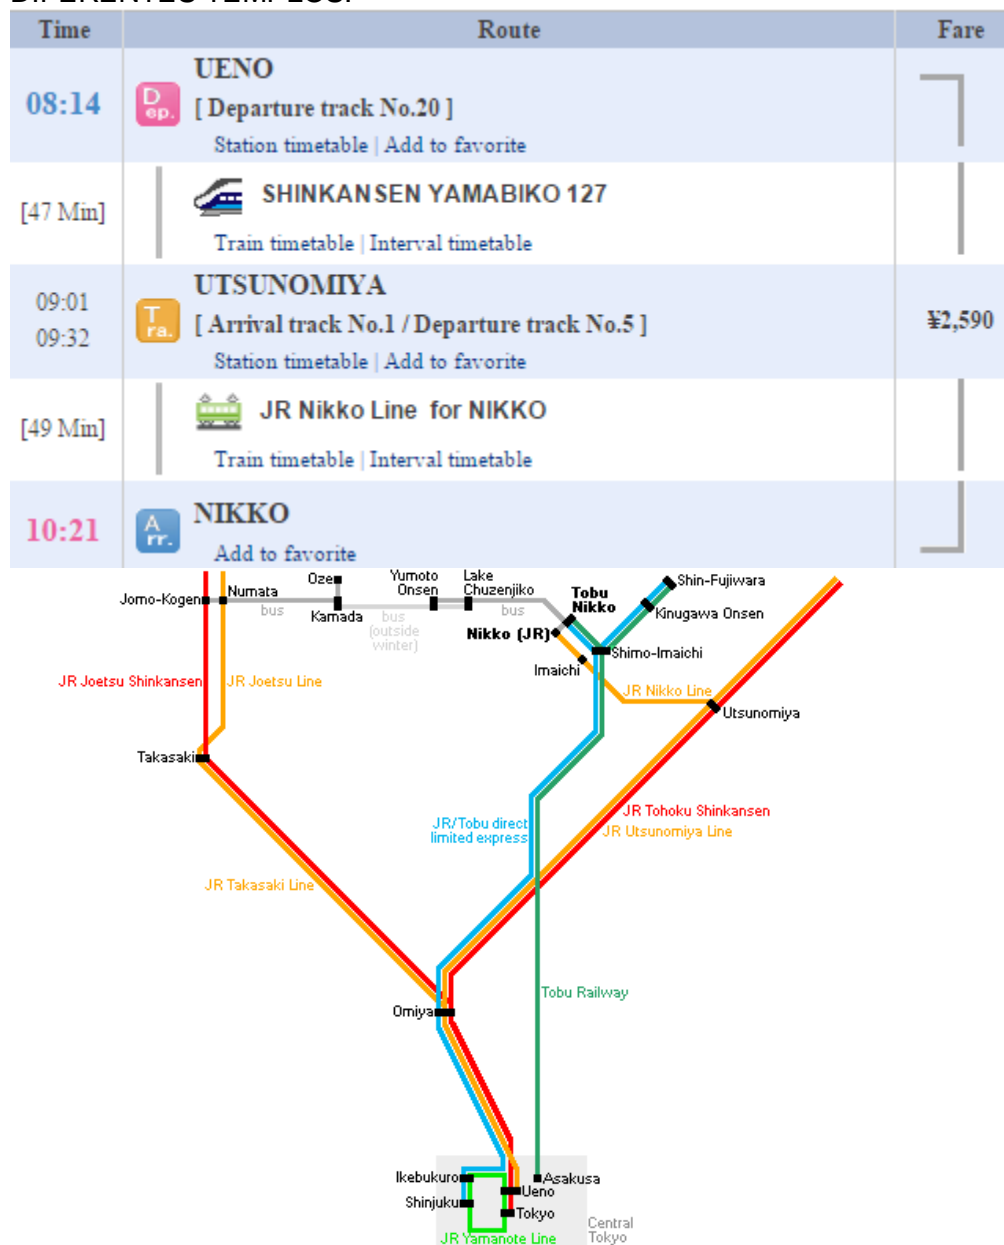 DIFERENTES TEMPLOS.
Time Route Fare
08:14
Dep.
UENO
[ Departure track No.20 ]
Station timetable | Add to favorite
[47 Min]
SHINKANSEN YAMABIKO 127
Train timetable | Interval timetable
09:01
09:32
Tra.
UTSUNOMIYA
[ Arrival track No.1 / Departure track No.5 ]
Station timetable | Add to favorite
¥2,590
[49 Min]
JR Nikko Line for NIKKO
Train timetable | Interval timetable
10:21
Arr.
NIKKO
Add to favorite
Jomo-Kogen
Numata
bus
Oze
Kamada
bus
(outside
winter)
Yumoto
Onsen
Lake
Chuzenjiko
bus
Tobu
Nikko
Nikko (JR)
Shin-Fujiwara
Kinugawa Onsen
Shimo-Imaichi
Imaichi
JR Nikko Line
Utsunomiya
JR Joetsu Shinkansen
JR Joetsu Line
Takasaki
JR/Tobu direct
limited express
JR Tohoku Shinkansen
JR Utsunomiya Line
JR Takasaki Line
Tobu Railway
Omiya
Ikebukuro
Shinjuku
Asakusa
Ueno
Tokyo
JR Yamanote Line
Central
Tokyo